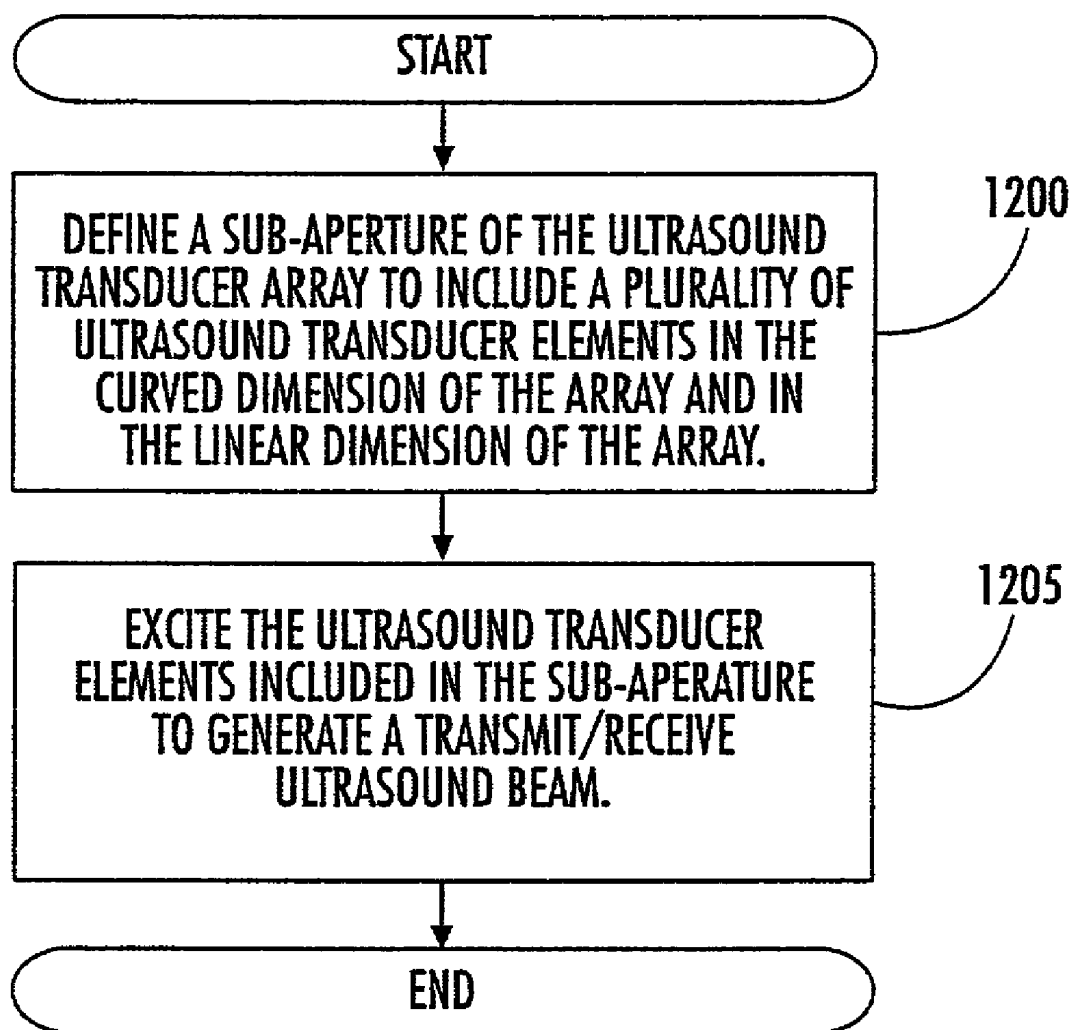 START
1200
DEFINE A SUB-APERTURE OF THE ULTRASOUND
TRANSDUCER ARRAY TO INCLUDE A PLURALITY OF
ULTRASOUND TRANSDUCER ELEMENTS IN THE
CURVED DIMENSION OF THE ARRAY AND IN
THE LINEAR DIMENSION OF THE ARRAY.
1205
EXCITE THE ULTRASOUND TRANSDUCER
ELEMENTS INCLUDED IN THE SUB-APERATURE
TO GENERATE A TRANSMIT/RECEIVE
ULTRASOUND BEAM.
END